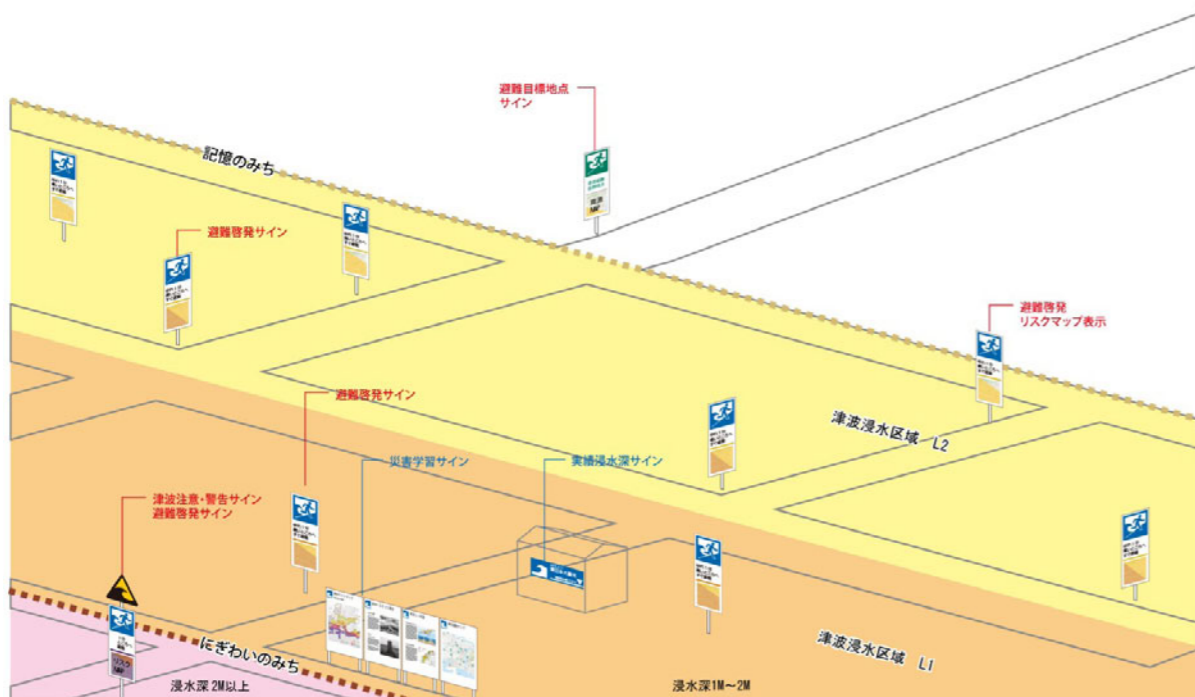 避難目標地点
サイン
記憶のみち
避難啓発サイン
避難啓発
リスクマップ表示
避難啓発サイン
津波浸水区域 L2
災害学習サイン
実績浸水深サイン
津波注意・警告サイン
避難啓発サイン
にぎわいのみち
津波浸水区域 L1
浸水深2M以上
浸水深1M〜2M